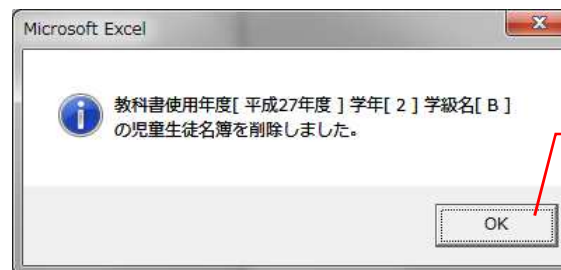 Microsoft Excel
教科書使用年度[ 平成27年度 ] 学年[ 2 ] 学級名[ B ]
の児童生徒名簿を削除しました。
OK